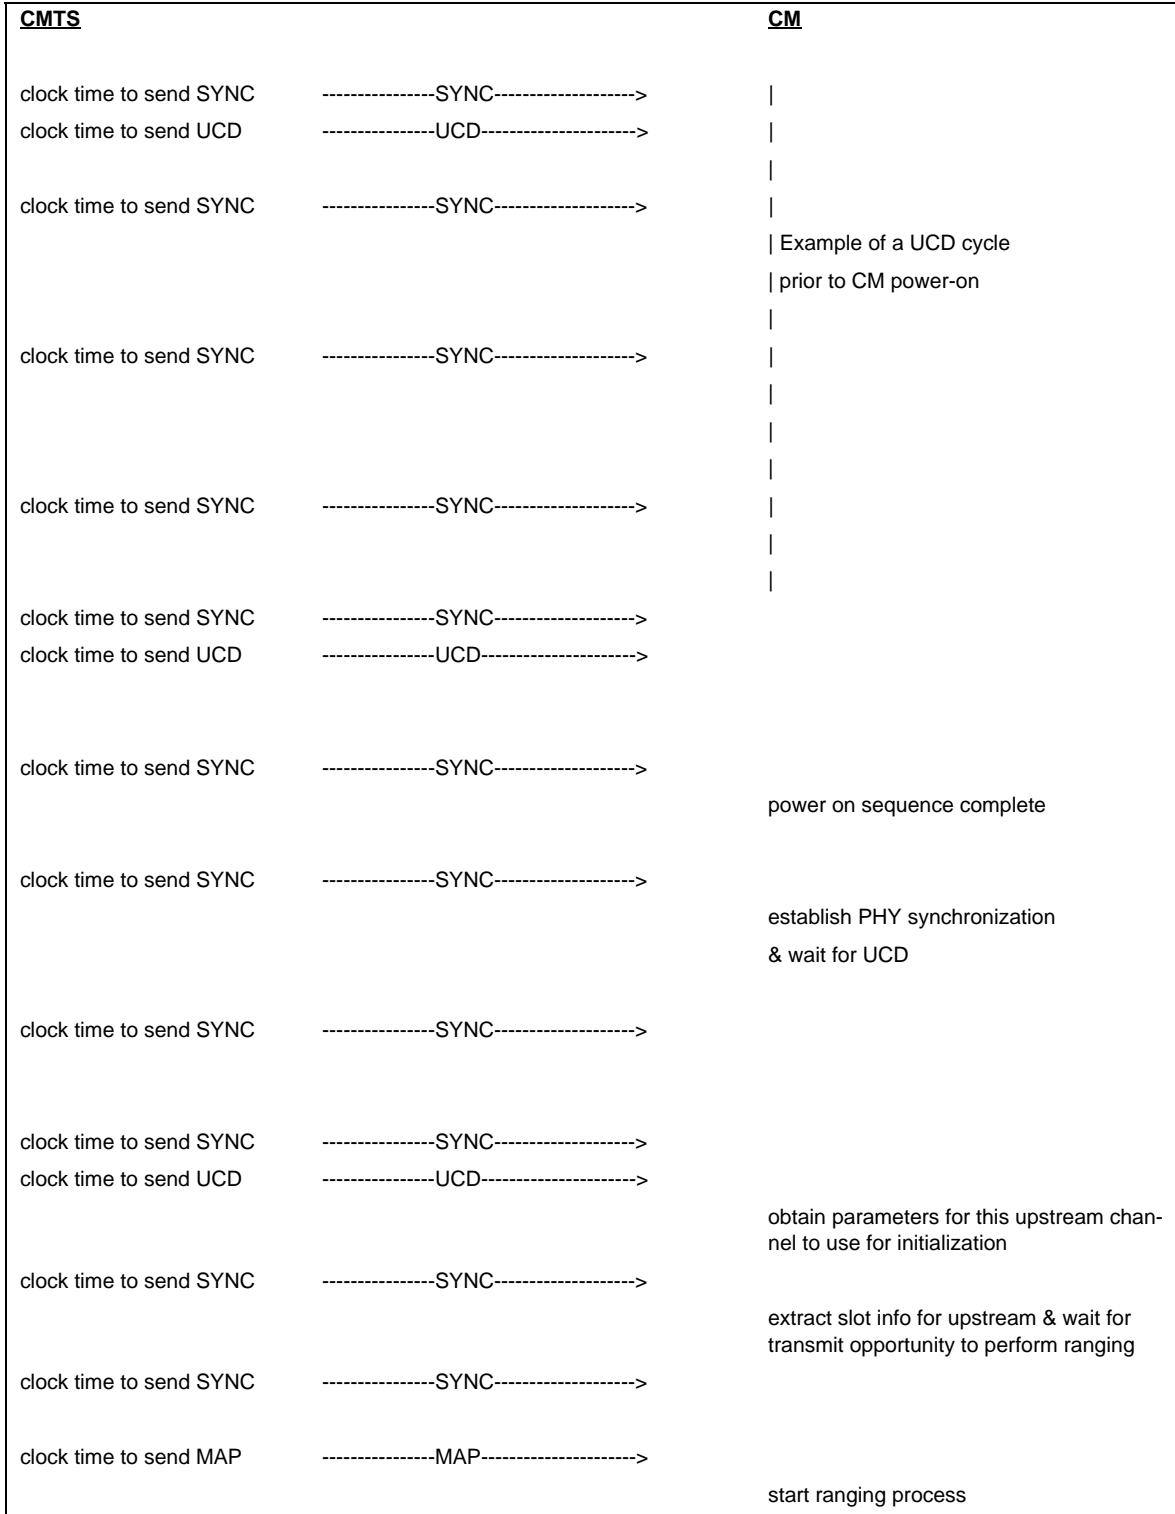 CMTS CM
clock time to send SYNC ----------------SYNC--------------------> |
clock time to send UCD ----------------UCD----------------------> |
|
clock time to send SYNC ----------------SYNC--------------------> |
| Example of a UCD cycle
| prior to CM power-on
|
clock time to send SYNC ----------------SYNC--------------------> |
|
|
|
clock time to send SYNC ----------------SYNC--------------------> |
|
|
clock time to send SYNC ----------------SYNC-------------------->
clock time to send UCD ----------------UCD---------------------->
clock time to send SYNC ----------------SYNC-------------------->
power on sequence complete
clock time to send SYNC ----------------SYNC-------------------->
establish PHY synchronization
& wait for UCD
clock time to send SYNC ----------------SYNC-------------------->
clock time to send SYNC ----------------SYNC-------------------->
clock time to send UCD ----------------UCD---------------------->
obtain parameters for this upstream chan-
nel to use for initialization
clock time to send SYNC ----------------SYNC-------------------->
extract slot info for upstream & wait for
transmit opportunity to perform ranging
clock time to send SYNC ----------------SYNC-------------------->
clock time to send MAP ----------------MAP---------------------->
start ranging process